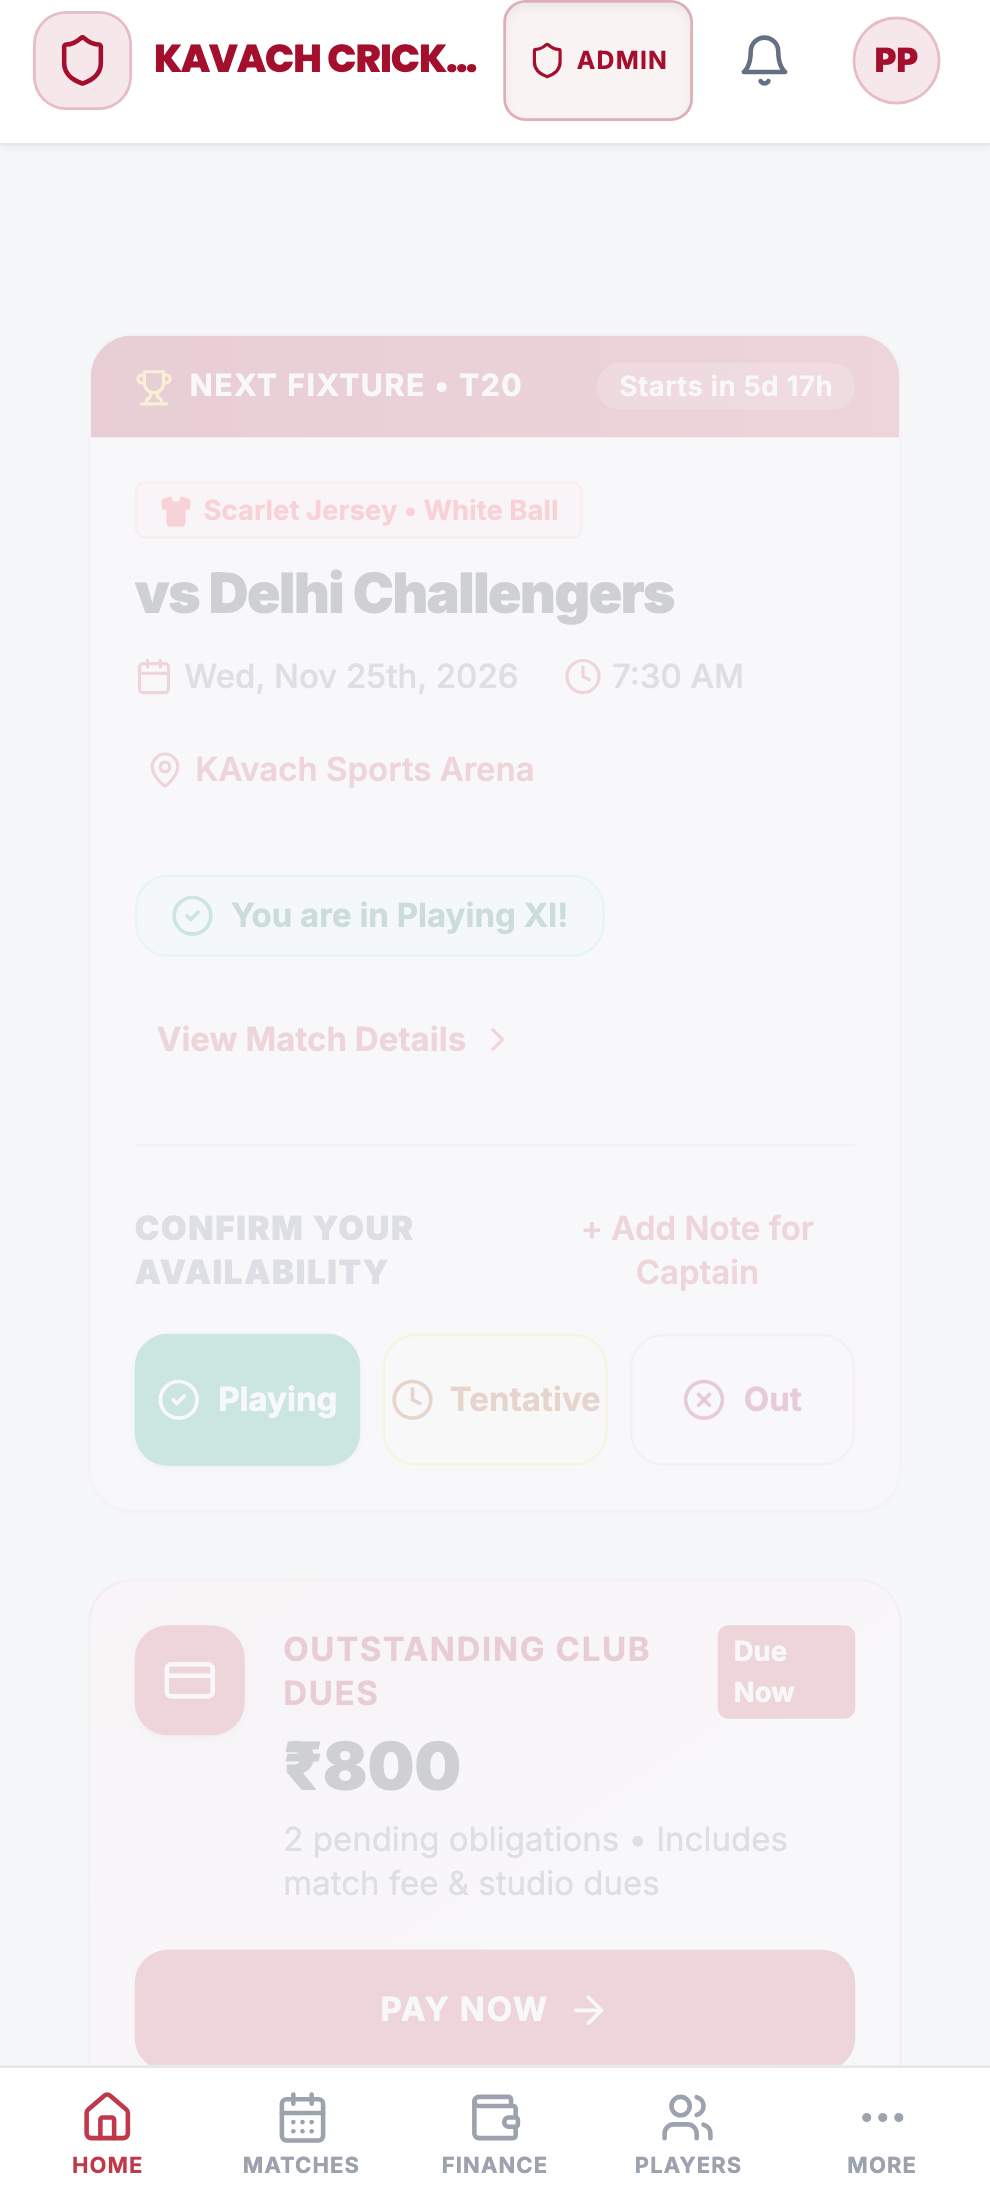 KAVACH CRICK...
ADMIN
PP
NEXT FIXTURE • T20
Starts in 5d 17h
Scarlet Jersey • White Ball
vs Delhi Challengers
Wed, Nov 25th, 2026
7:30 AM
KAvach Sports Arena
You are in Playing XI!
View Match Details
CONFIRM YOUR
AVAILABILITY
+ Add Note for
Captain
Playing
Tentative
Out
OUTSTANDING CLUB
DUES
Due
Now
₹800
2 pending obligations • Includes
match fee & studio dues
PAY NOW
HOME
MATCHES
FINANCE
PLAYERS
MORE